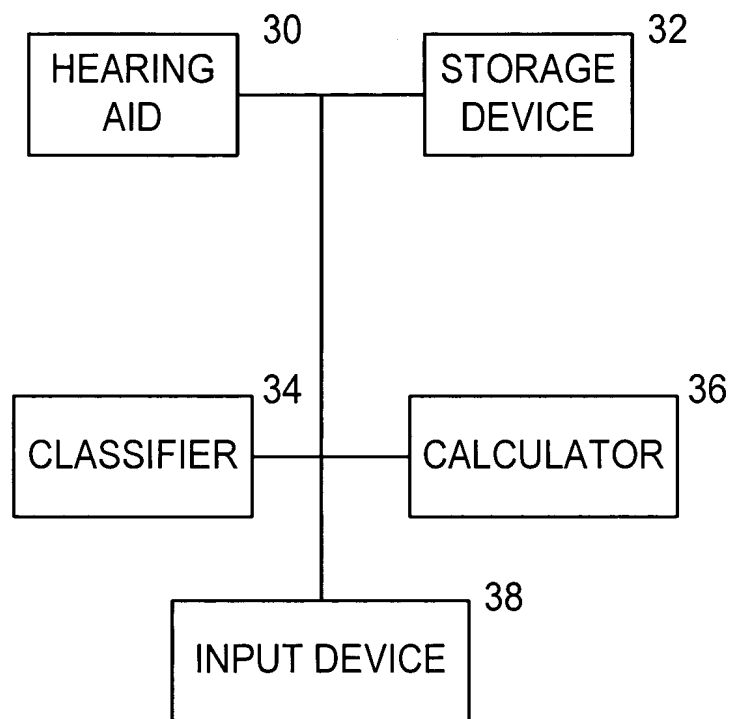 30
HEARING
AID
32
STORAGE
DEVICE
34
CLASSIFIER
36
CALCULATOR
38
INPUT DEVICE